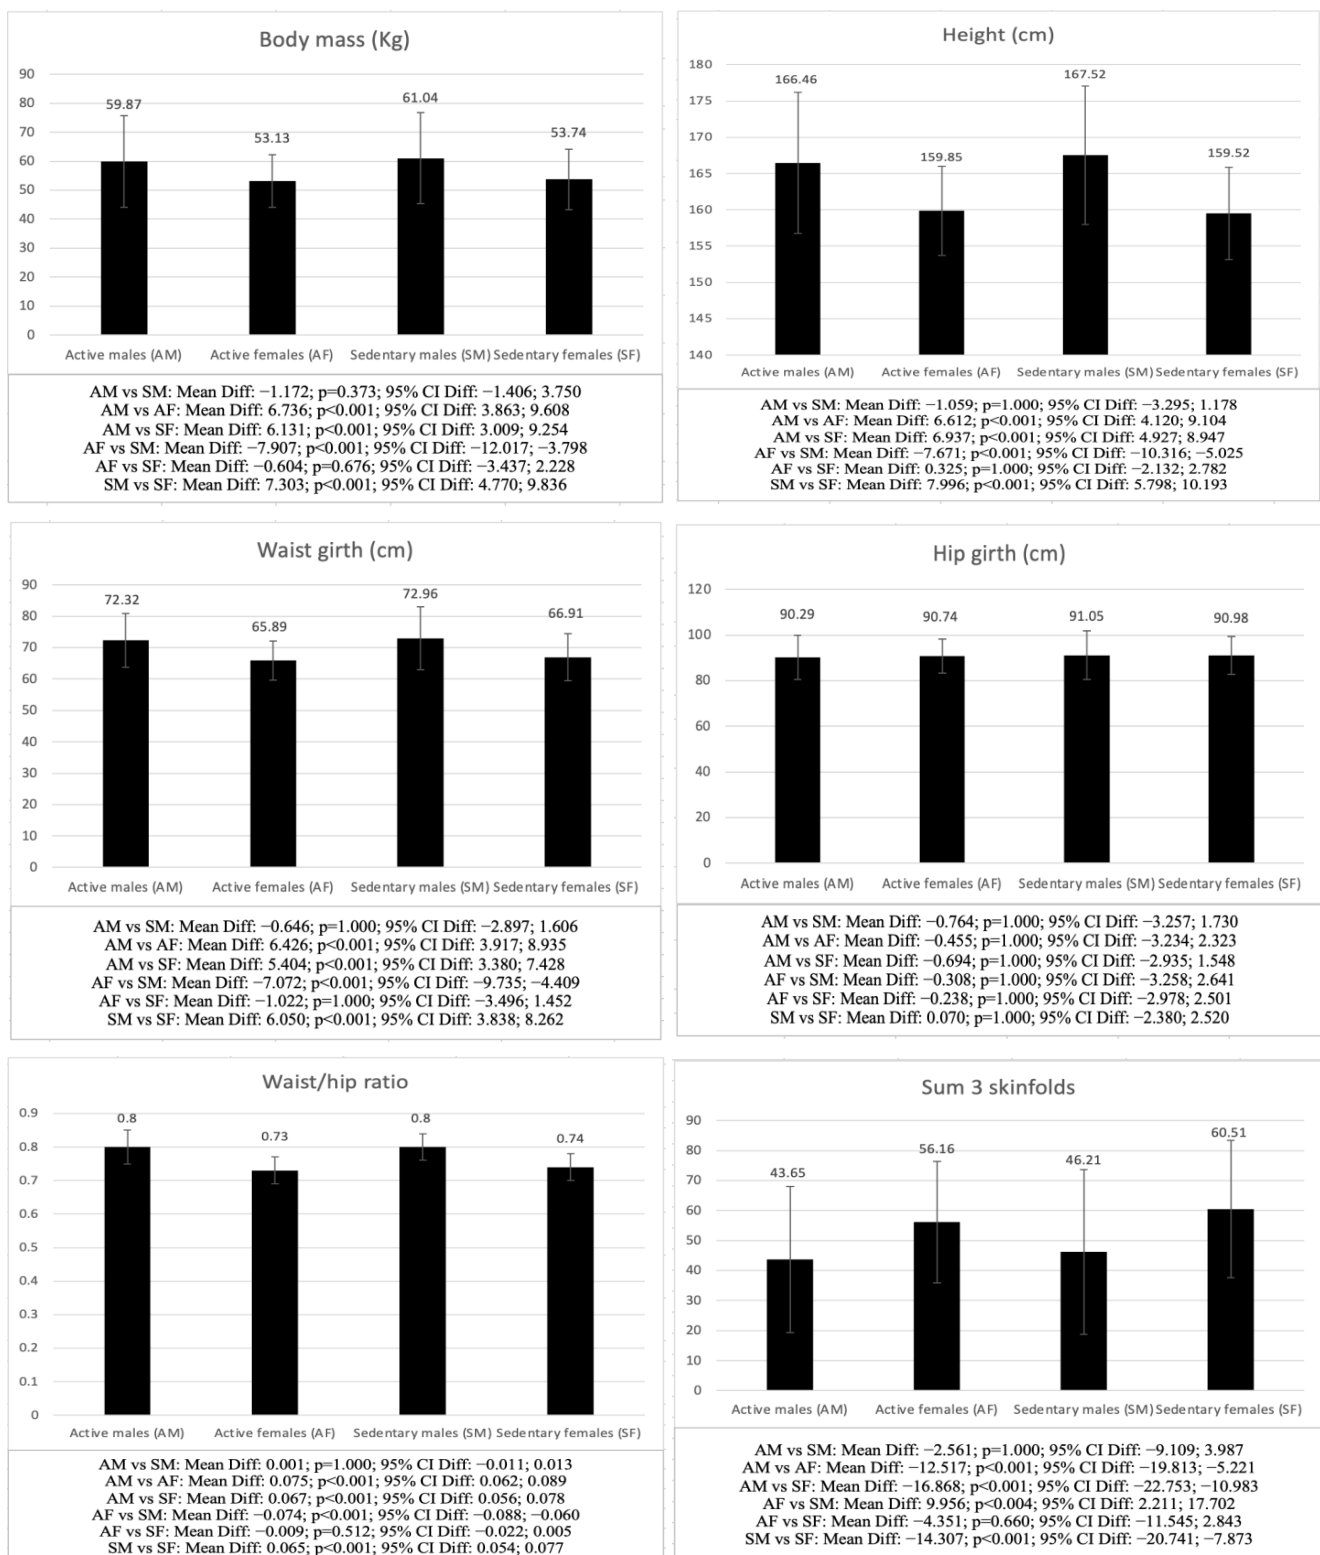 Body mass (Kg)
90
80
70
60
50
40
30
20
10
0
59.87
53.13
61.04
53.74
Active males (AM) Active females (AF) Sedentary males (SM) Sedentary females (SF)
AM vs SM: Mean Diff: −1.172; p=0.373; 95% CI Diff: −1.406; 3.750
AM vs AF: Mean Diff: 6.736; p<0.001; 95% CI Diff: 3.863; 9.608
AM vs SF: Mean Diff: 6.131; p<0.001; 95% CI Diff: 3.009; 9.254
AF vs SM: Mean Diff: −7.907; p<0.001; 95% CI Diff: −12.017; −3.798
AF vs SF: Mean Diff: −0.604; p=0.676; 95% CI Diff: −3.437; 2.228
SM vs SF: Mean Diff: 7.303; p<0.001; 95% CI Diff: 4.770; 9.836
Height (cm)
180
175
170
165
160
155
150
145
140
166.46
159.85
167.52
159.52
Active males (AM) Active females (AF) Sedentary males (SM) Sedentary females (SF)
AM vs SM: Mean Diff: −1.059; p=1.000; 95% CI Diff: −3.295; 1.178
AM vs AF: Mean Diff: 6.612; p<0.001; 95% CI Diff: 4.120; 9.104
AM vs SF: Mean Diff: 6.937; p<0.001; 95% CI Diff: 4.927; 8.947
AF vs SM: Mean Diff: −7.671; p<0.001; 95% CI Diff: −10.316; −5.025
AF vs SF: Mean Diff: 0.325; p=1.000; 95% CI Diff: −2.132; 2.782
SM vs SF: Mean Diff: 7.996; p<0.001; 95% CI Diff: 5.798; 10.193
Waist girth (cm)
90
80
70
60
50
40
30
20
10
0
72.32
65.89
72.96
66.91
Active males (AM) Active females (AF) Sedentary males (SM) Sedentary females (SF)
AM vs SM: Mean Diff: −0.646; p=1.000; 95% CI Diff: −2.897; 1.606
AM vs AF: Mean Diff: 6.426; p<0.001; 95% CI Diff: 3.917; 8.935
AM vs SF: Mean Diff: 5.404; p<0.001; 95% CI Diff: 3.380; 7.428
AF vs SM: Mean Diff: −7.072; p<0.001; 95% CI Diff: −9.735; −4.409
AF vs SF: Mean Diff: −1.022; p=1.000; 95% CI Diff: −3.496; 1.452
SM vs SF: Mean Diff: 6.050; p<0.001; 95% CI Diff: 3.838; 8.262
Hip girth (cm)
120
100
80
60
40
20
0
90.29
90.74
91.05
90.98
Active males (AM) Active females (AF) Sedentary males (SM) Sedentary females (SF)
AM vs SM: Mean Diff: −0.764; p=1.000; 95% CI Diff: −3.257; 1.730
AM vs AF: Mean Diff: −0.455; p=1.000; 95% CI Diff: −3.234; 2.323
AM vs SF: Mean Diff: −0.694; p=1.000; 95% CI Diff: −2.935; 1.548
AF vs SM: Mean Diff: −0.308; p=1.000; 95% CI Diff: −3.258; 2.641
AF vs SF: Mean Diff: −0.238; p=1.000; 95% CI Diff: −2.978; 2.501
SM vs SF: Mean Diff: 0.070; p=1.000; 95% CI Diff: −2.380; 2.520
Waist/hip ratio
0.9
0.8
0.7
0.6
0.5
0.4
0.3
0.2
0.1
0
0.8
0.73
0.8
0.74
Active males (AM) Active females (AF) Sedentary males (SM) Sedentary females (SF)
AM vs SM: Mean Diff: 0.001; p=1.000; 95% CI Diff: −0.011; 0.013
AM vs AF: Mean Diff: 0.075; p<0.001; 95% CI Diff: 0.062; 0.089
AM vs SF: Mean Diff: 0.067; p<0.001; 95% CI Diff: 0.056; 0.078
AF vs SM: Mean Diff: −0.074; p<0.001; 95% CI Diff: −0.088; −0.060
AF vs SF: Mean Diff: −0.009; p=0.512; 95% CI Diff: −0.022; 0.005
SM vs SF: Mean Diff: 0.065; p<0.001; 95% CI Diff: 0.054; 0.077
Sum 3 skinfolds
90
80
70
60
50
40
30
20
10
0
43.65
56.16
46.21
60.51
Active males (AM) Active females (AF) Sedentary males (SM) Sedentary females (SF)
AM vs SM: Mean Diff: −2.561; p=1.000; 95% CI Diff: −9.109; 3.987
AM vs AF: Mean Diff: −12.517; p<0.001; 95% CI Diff: −19.813; −5.221
AM vs SF: Mean Diff: −16.868; p<0.001; 95% CI Diff: −22.753; −10.983
AF vs SM: Mean Diff: 9.956; p<0.004; 95% CI Diff: 2.211; 17.702
AF vs SF: Mean Diff: −4.351; p=0.660; 95% CI Diff: −11.545; 2.843
SM vs SF: Mean Diff: −14.307; p<0.001; 95% CI Diff: −20.741; −7.873